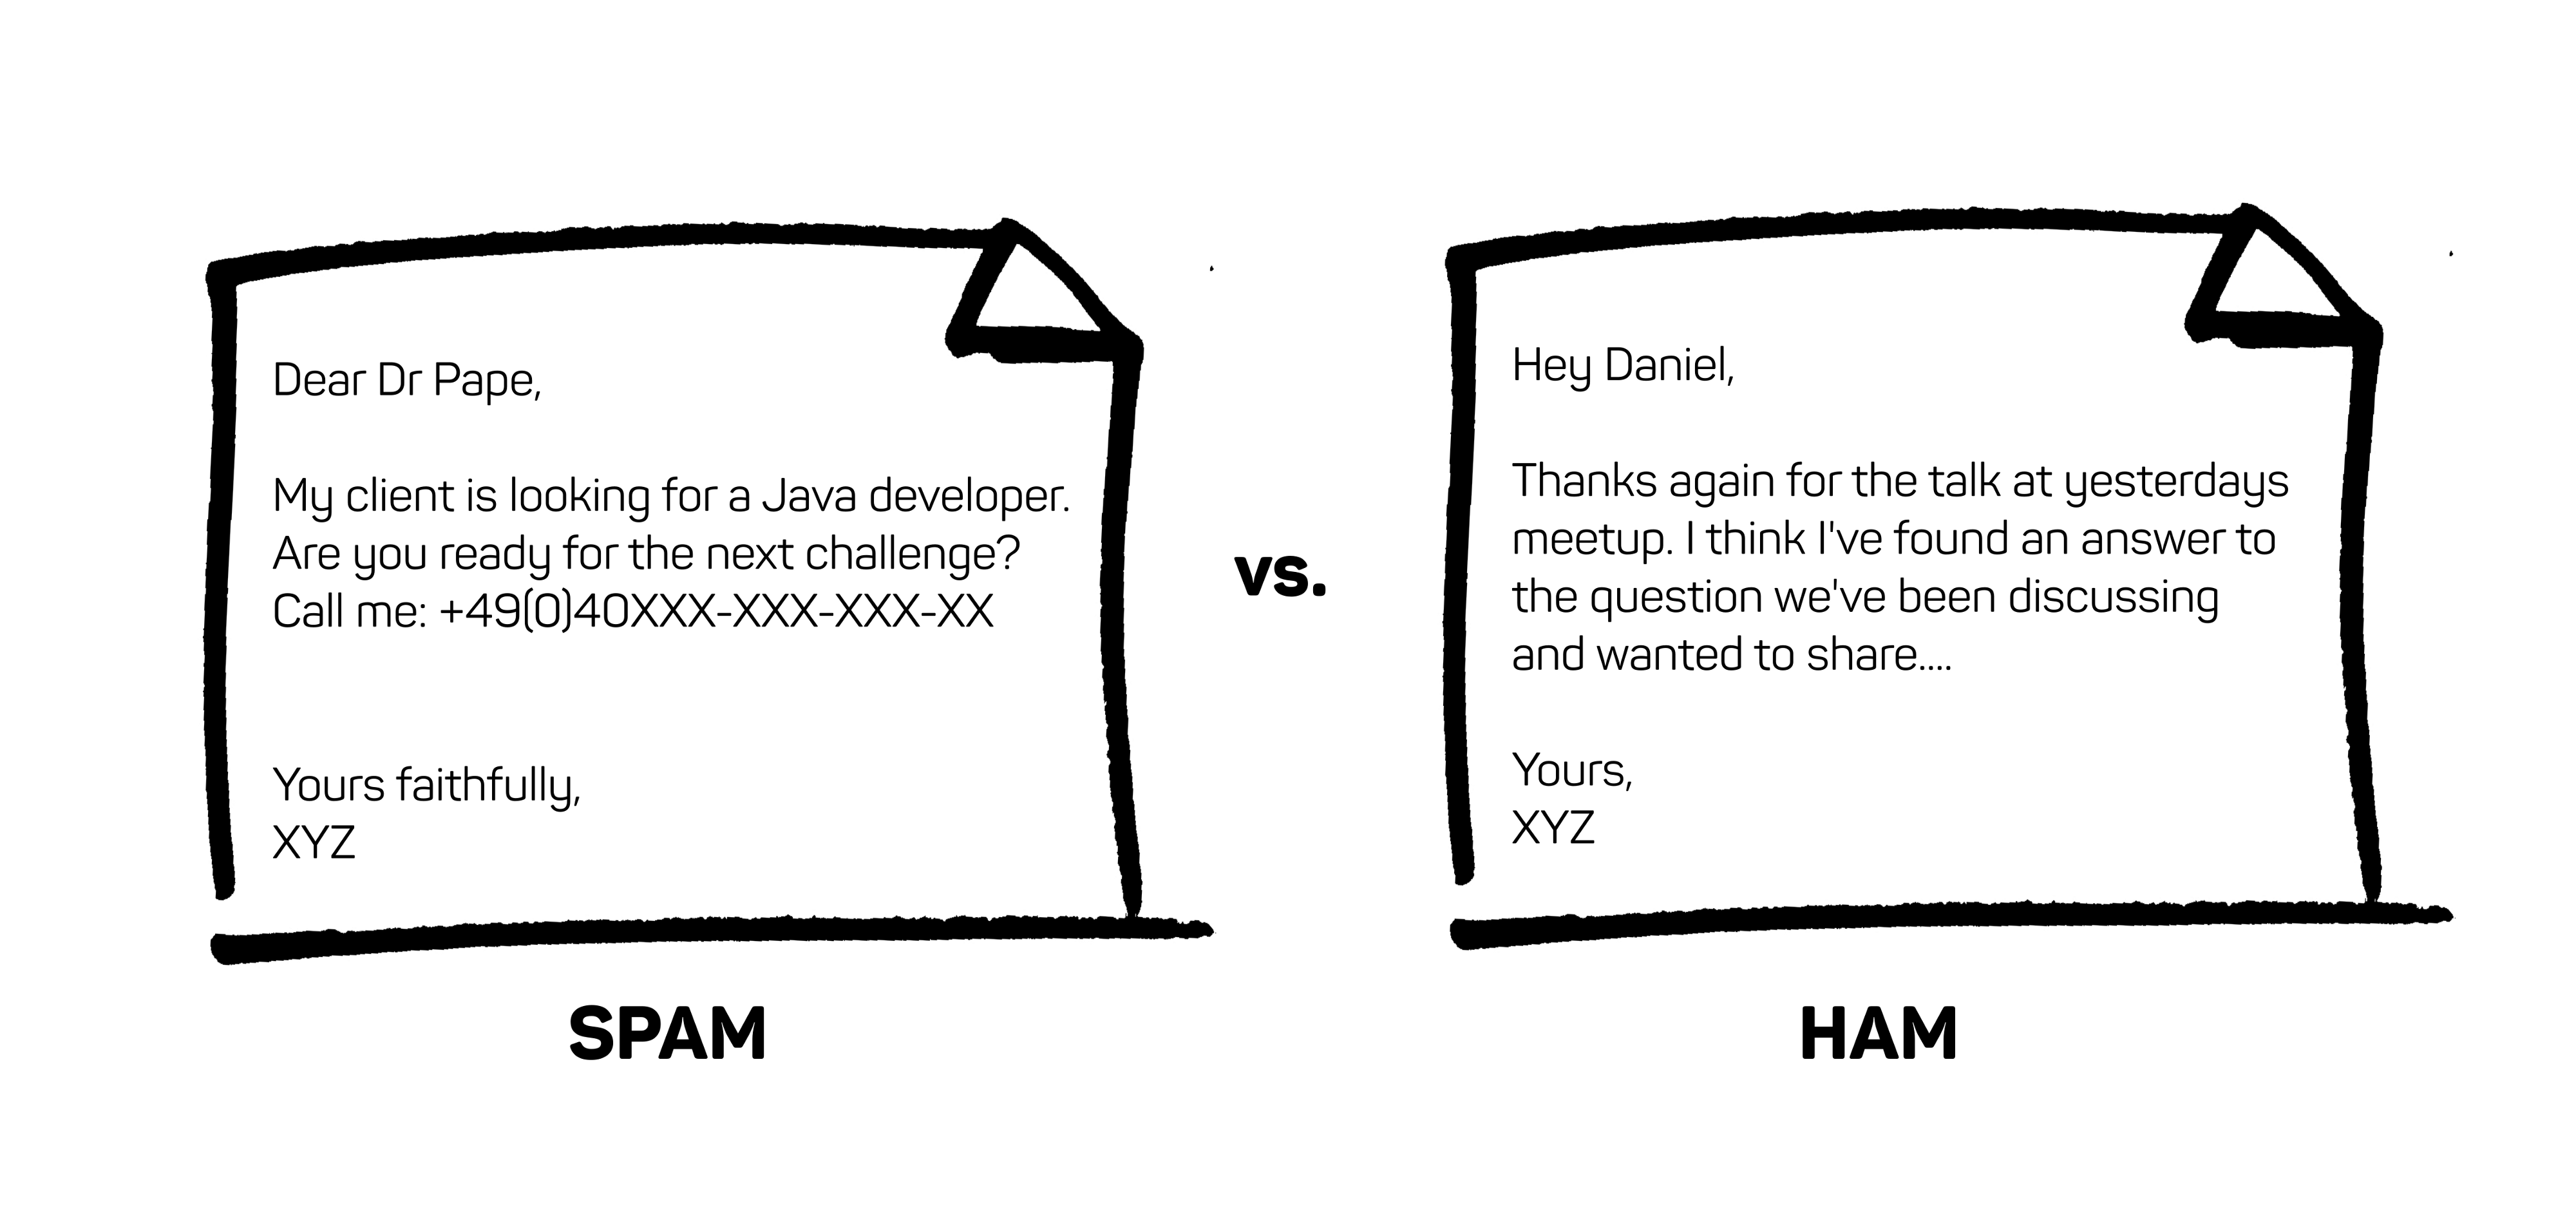 Dear Dr Pape,
My client is looking for a Java developer.
Are you ready for the next challenge?
Call me: +49(0)40XXX-XXX-XXX-XX
Yours faithfully,
XYZ
SPAM
vs.
Hey Daniel,
Thanks again for the talk at yesterdays
meetup. I think I've found an answer to
the question we've been discussing
and wanted to share....
Yours,
XYZ
HAM